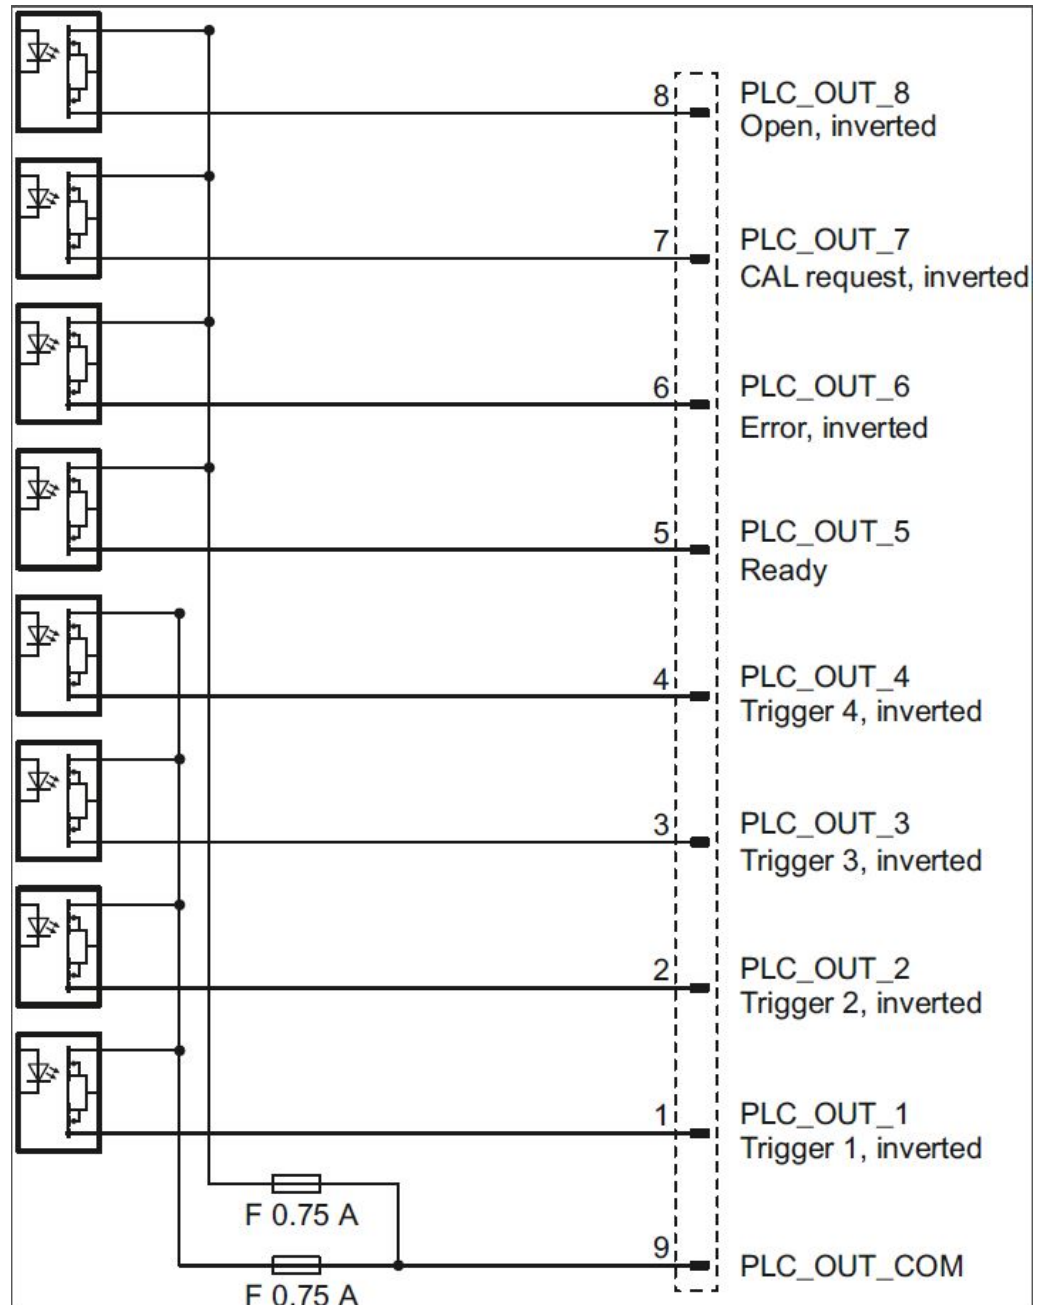 8 PLC_OUT_8
Open, inverted
7 PLC_OUT_7
CAL request, inverted
6 PLC_OUT_6
Error, inverted
5 PLC_OUT_5
Ready
4 PLC_OUT_4
Trigger 4, inverted
3 PLC_OUT_3
Trigger 3, inverted
2 PLC_OUT_2
Trigger 2, inverted
1 PLC_OUT_1
Trigger 1, inverted
F 0.75 A
9 PLC_OUT_COM
F 0.75 A